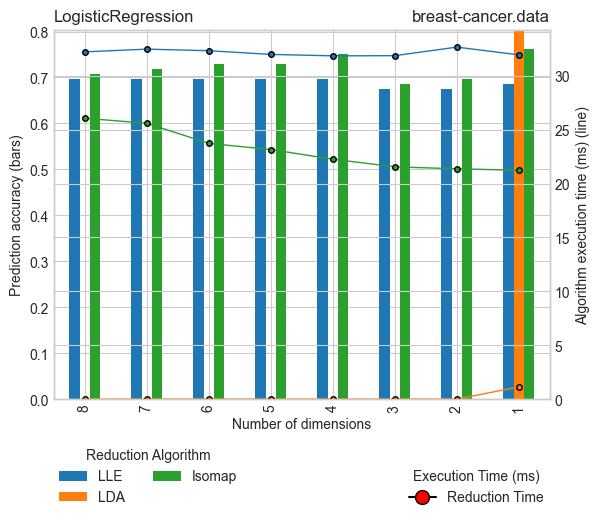 LogisticRegression breast-cancer.data
0.8
0.7
0.6
0.5
0.4
0.3
0.2
0.1
0.0
Prediction accuracy (bars)
30
25
20
15
10
5
0
Algorithm execution time (ms) (line)
8 7 6 5 4 3 2 1
Number of dimensions
Reduction Algorithm
LLE Isomap
LDA
Execution Time (ms)
Reduction Time